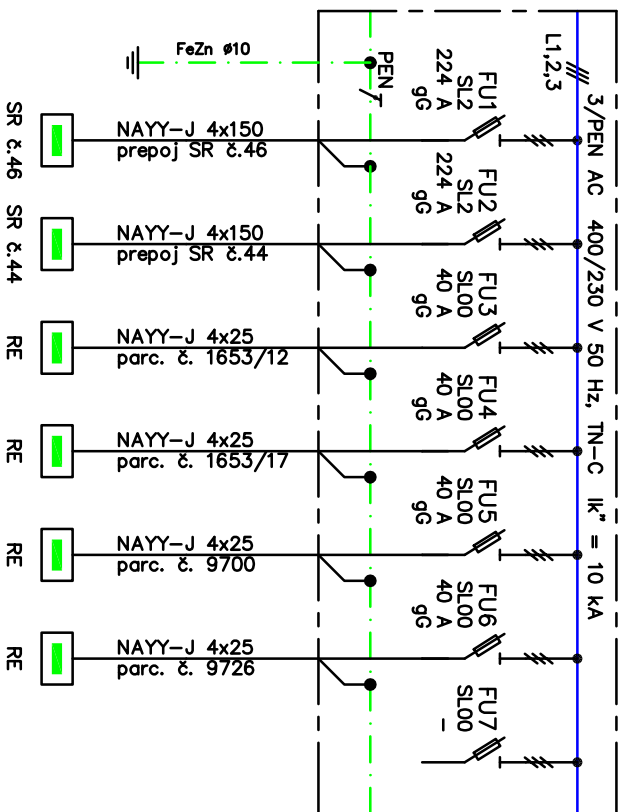 3/PEN AC 400/230 V 50 Hz, TN-C Ik" = 10 kA
L1,2,3
PEN
FeZn ø10
FU1
SL2
224 A
gG
FU2
SL2
224 A
gG
FU3
SL00
40 A
gG
FU4
SL00
40 A
gG
FU5
SL00
40 A
gG
FU6
SL00
40 A
gG
FU7
SL00
-
NAYY-J 4x150
prepoj SR č.46
NAYY-J 4x150
prepoj SR č.44
NAYY-J 4x25
parc. č. 1653/12
NAYY-J 4x25
parc. č. 1653/17
NAYY-J 4x25
parc. č. 9700
NAYY-J 4x25
parc. č. 9726
SR č.46
SR č.44
RE
RE
RE
RE